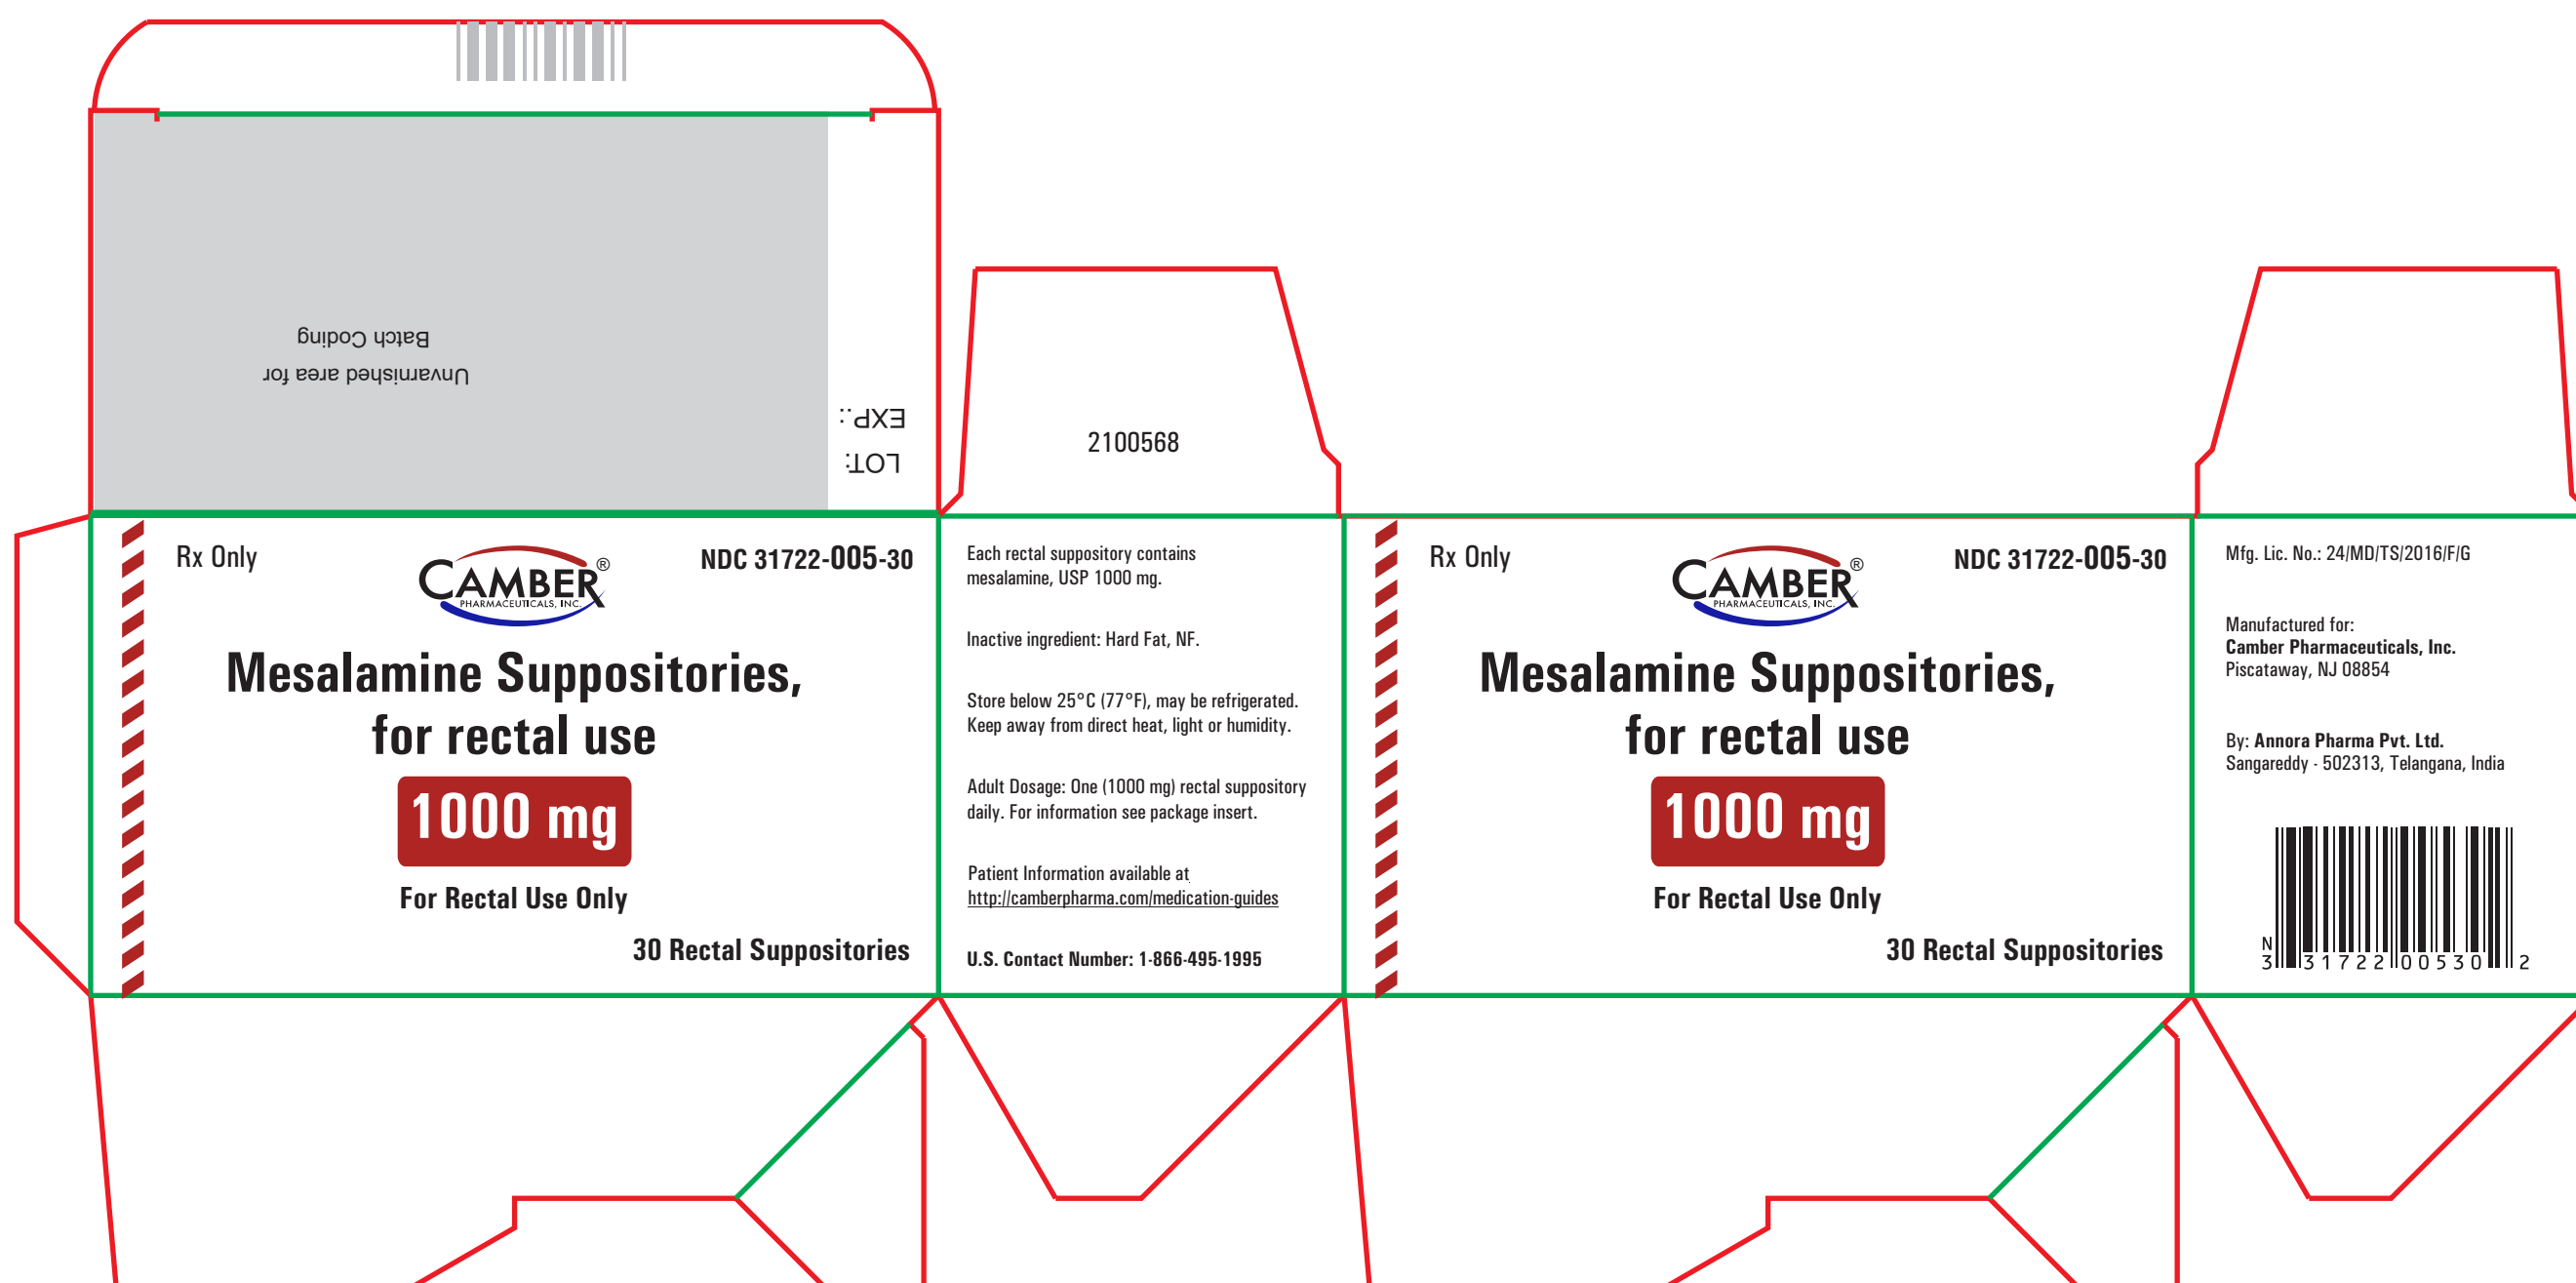 Unvarnished area for
Batch Coding
LOT:
EXP.:
2100568
Rx Only
CAMBER®
PHARMACEUTICALS, INC.
NDC 31722-005-30
Mesalamine Suppositories,
for rectal use
1000 mg
For Rectal Use Only
30 Rectal Suppositories
Each rectal suppository contains
mesalamine, USP 1000 mg.
Inactive ingredient: Hard Fat, NF.
Store below 25°C (77°F), may be refrigerated.
Keep away from direct heat, light or humidity.
Adult Dosage: One (1000 mg) rectal suppository
daily. For information see package insert.
Patient Information available at
http://camberpharma.com/medication-guides
U.S. Contact Number: 1-866-495-1995
Rx Only
CAMBER®
PHARMACEUTICALS, INC.
NDC 31722-005-30
Mesalamine Suppositories,
for rectal use
1000 mg
For Rectal Use Only
30 Rectal Suppositories
Mfg. Lic. No.: 24/MD/TS/2016/F/G
Manufactured for:
Camber Pharmaceuticals, Inc.
Piscataway, NJ 08854
By: Annora Pharma Pvt. Ltd.
Sangareddy - 502313, Telangana, India
N
3 31722 00530 2